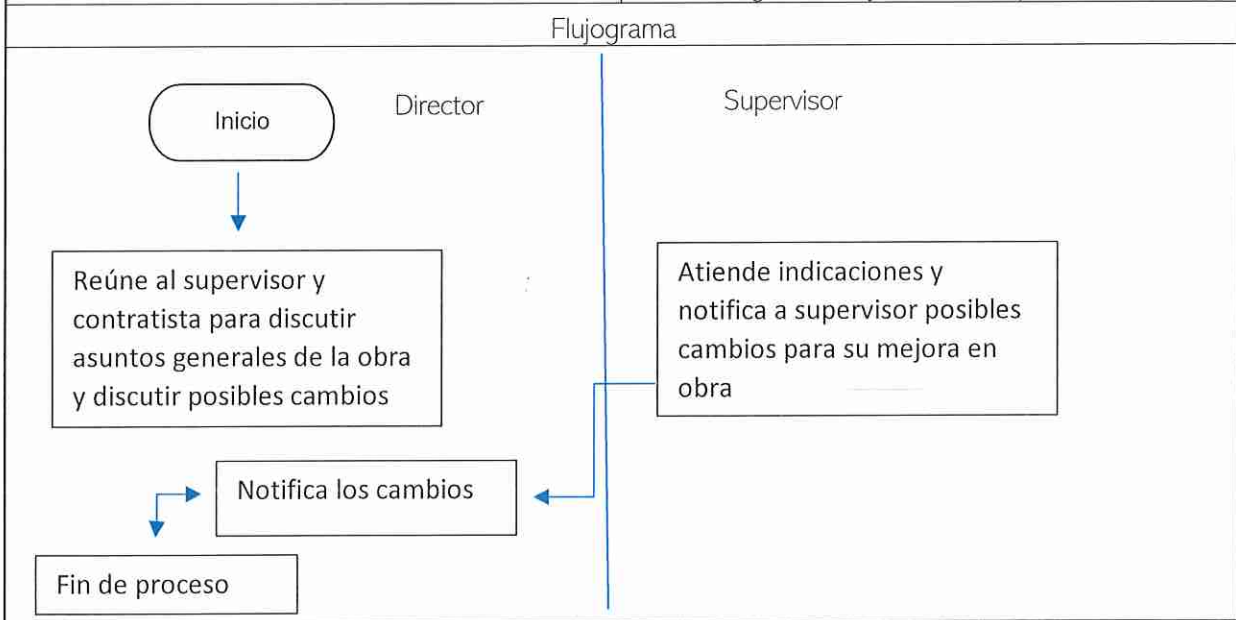 Flujograma
Director
Supervisor
Inicio
Reúne al supervisor y
contratista para discutir
asuntos generales de la obra
y discutir posibles cambios
Atiende indicaciones y
notifica a supervisor posibles
cambios para su mejora en
obra
Notifica los cambios
Fin de proceso